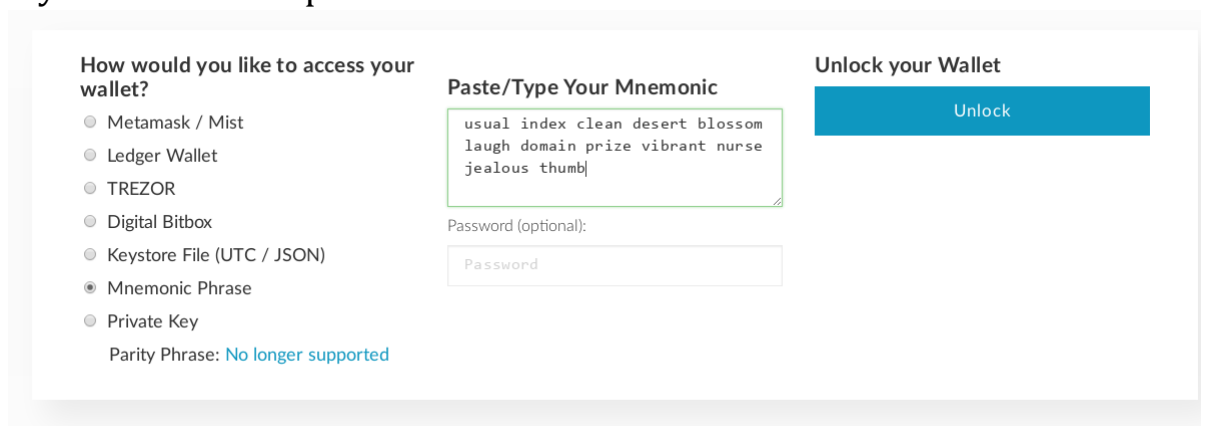 How would you like to access your
wallet?
Metamask / Mist
Ledger Wallet
TREZOR
Digital Bitbox
Keystore File (UTC / JSON)
Mnemonic Phrase
Private Key
Parity Phrase: No longer supported
Paste/Type Your Mnemonic
usual index clean desert blossom
laugh domain prize vibrant nurse
jealous thumb
Password (optional):
Password
Unlock your Wallet
Unlock